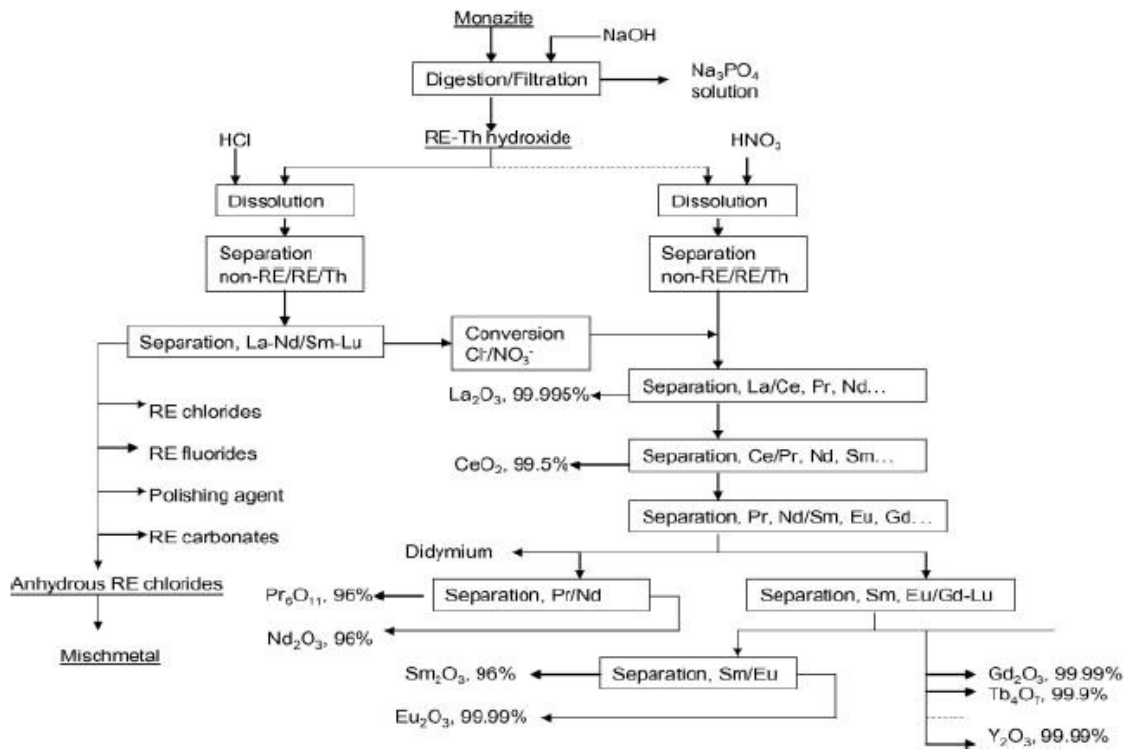 Monazite
NaOH
Digestion/Filtration
Na₃PO₄
solution
RE-Th hydroxide
HCl
HNO₃
Dissolution
Dissolution
Separation
non-RE/RE/Th
Separation
non-RE/RE/Th
Separation, La-Nd/Sm-Lu
Conversion
Cl⁻/NO₃⁻
Separation, La/Ce, Pr, Nd...
La₂O₃, 99.995%
RE chlorides
RE fluorides
Separation, Ce/Pr, Nd, Sm...
CeO₂, 99.5%
Polishing agent
RE carbonates
Separation, Pr, Nd/Sm, Eu, Gd...
Didymium
Anhydrous RE chlorides
Pr₆O₁₁, 96%
Separation, Pr/Nd
Separation, Sm, Eu/Gd-Lu
Nd₂O₃, 96%
Mischmetal
Sm₂O₃, 96%
Separation, Sm/Eu
Gd₂O₃, 99.99%
Tb₄O₇, 99.9%
Eu₂O₃, 99.99%
Y₂O₃, 99.99%